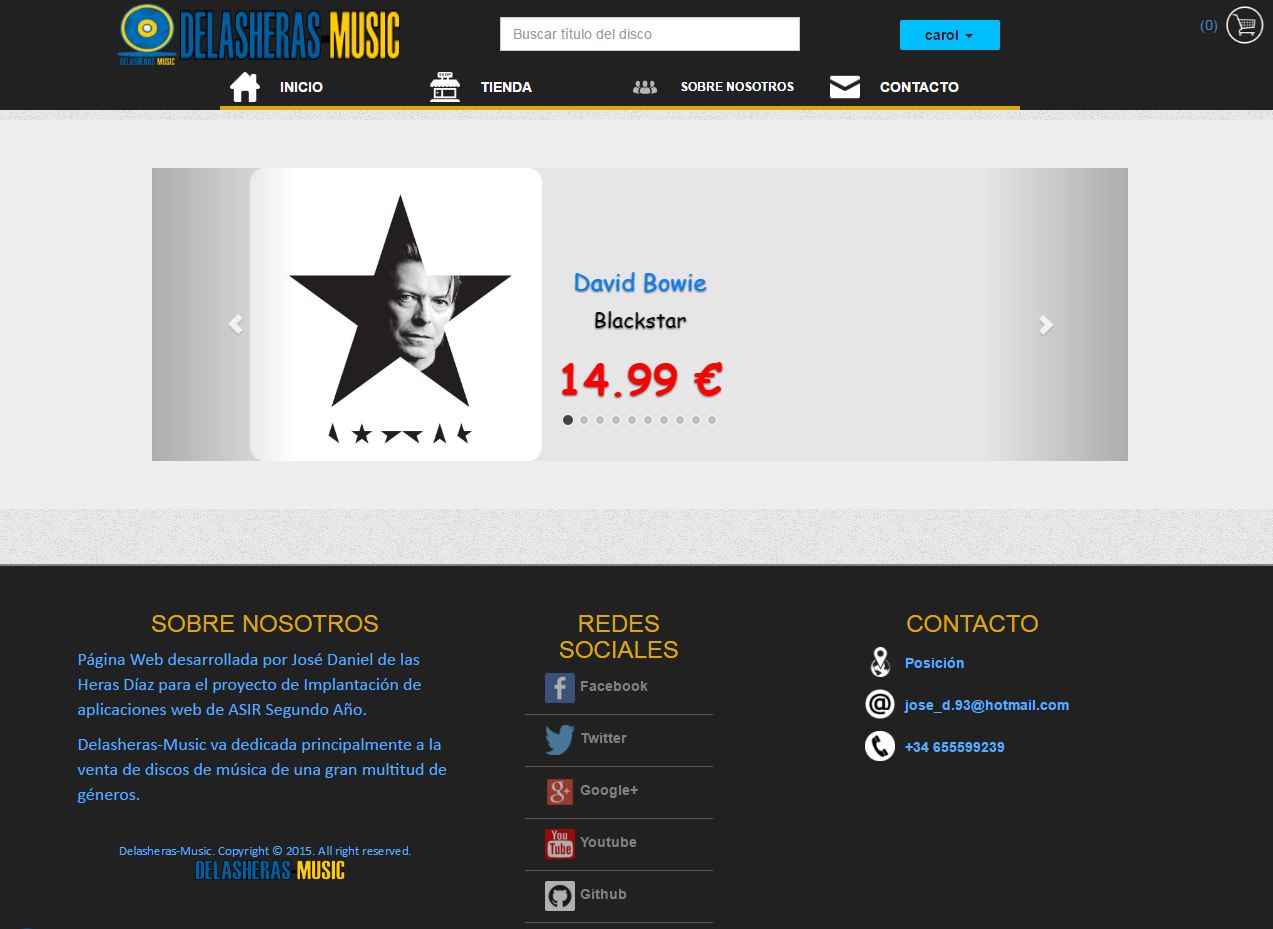 DELASHERAS MUSIC
DELASHERAS MUSIC
Buscar título del disco
carol
(0)
SHOP
INICIO
TIENDA
SOBRE NOSOTROS
CONTACTO
David Bowie
Blackstar
14.99 €
SOBRE NOSOTROS
Página Web desarrollada por José Daniel de las
Heras Díaz para el proyecto de Implantación de
aplicaciones web de ASIR Segundo Año.
Delasheras-Music va dedicada principalmente a la
venta de discos de música de una gran multitud de
géneros.
Delasheras-Music. Copyright © 2015. All right reserved.
DELASHERAS MUSIC
REDES
SOCIALES
f Facebook
Twitter
g+ Google+
You
Tube Youtube
Github
CONTACTO
Posición
@ jose_d.93@hotmail.com
+34 655599239